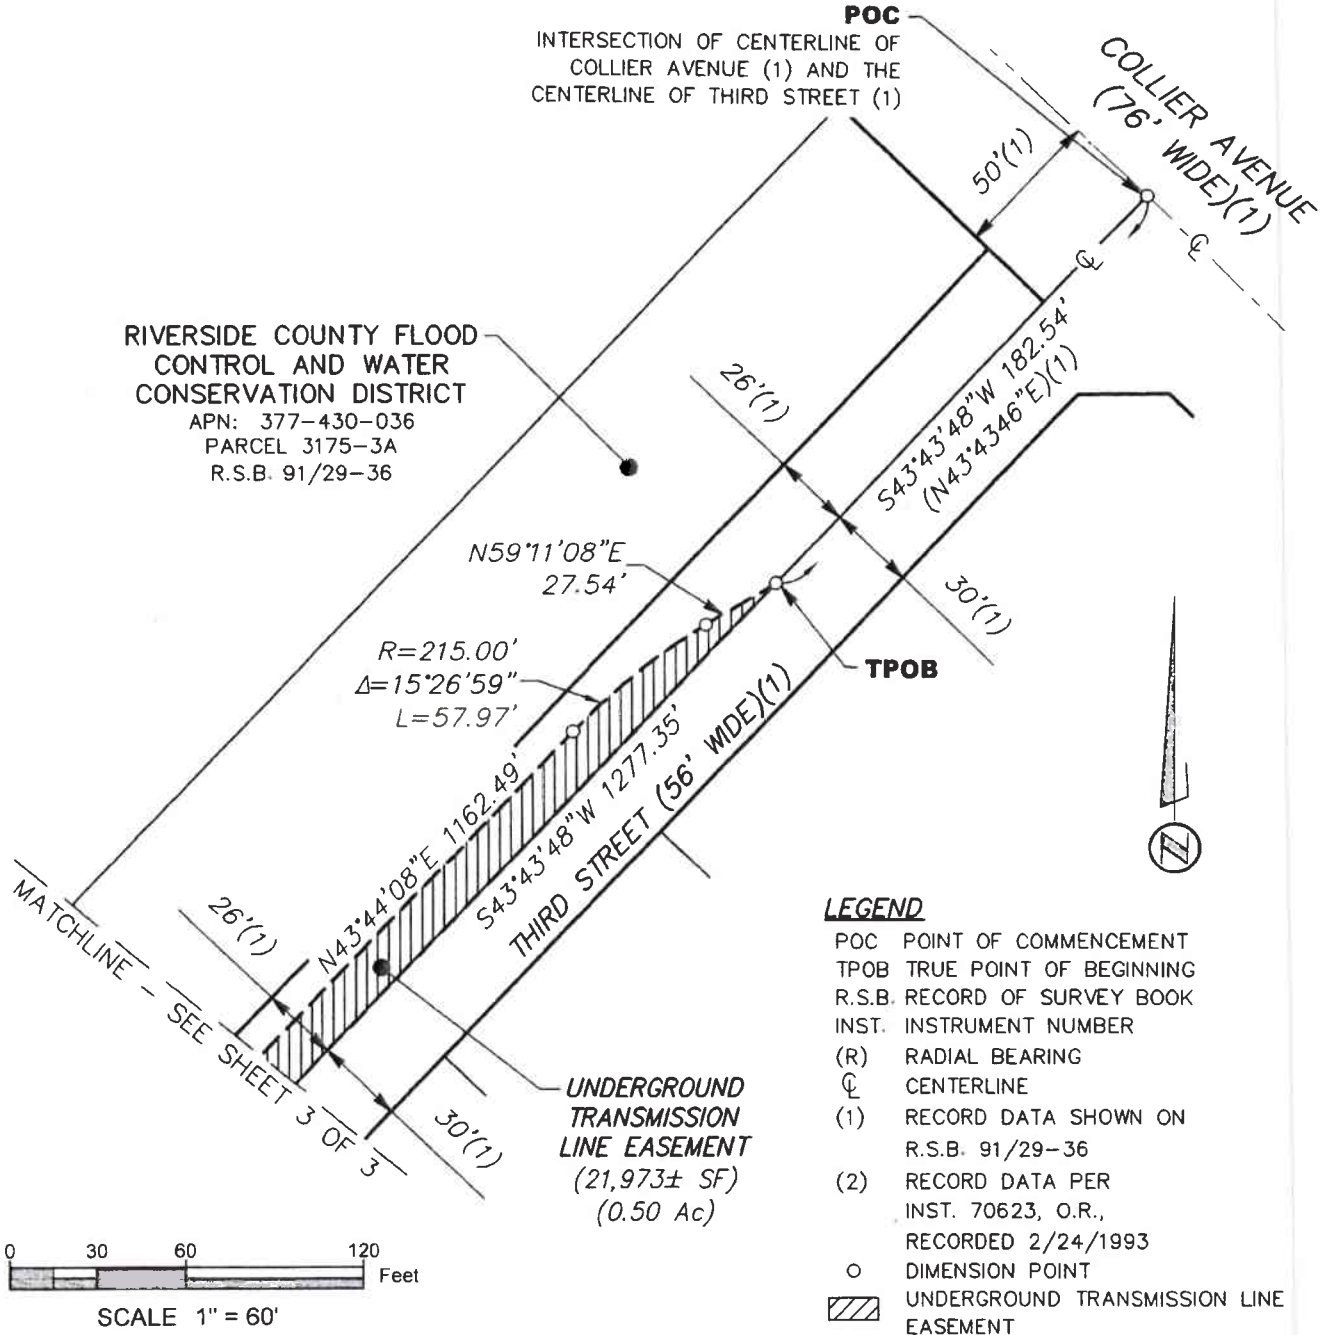 POC
INTERSECTION OF CENTERLINE OF
COLLIER AVENUE (1) AND THE
CENTERLINE OF THIRD STREET (1)
COLLIER AVENUE
(76' WIDE)(1)
50'(1)
℄
℄
RIVERSIDE COUNTY FLOOD
CONTROL AND WATER
CONSERVATION DISTRICT
APN: 377-430-036
PARCEL 3175-3A
R.S.B. 91/29-36
26'(1)
S43°43'48"W 182.54'
(N43°4346"E)(1)
30'(1)
N59°11'08"E
27.54'
TPOB
R=215.00'
Δ=15°26'59"
L=57.97'
N43°44'08"E 1162.49'
S43°43'48"W 1277.35'
THIRD STREET (56' WIDE)(1)
26'(1)
30'(1)
MATCHLINE - SEE SHEET 3 OF 3
UNDERGROUND
TRANSMISSION
LINE EASEMENT
(21,973± SF)
(0.50 Ac)
N
LEGEND
POC POINT OF COMMENCEMENT
TPOB TRUE POINT OF BEGINNING
R.S.B. RECORD OF SURVEY BOOK
INST. INSTRUMENT NUMBER
(R) RADIAL BEARING
℄ CENTERLINE
(1) RECORD DATA SHOWN ON
R.S.B. 91/29-36
(2) RECORD DATA PER
INST. 70623, O.R.,
RECORDED 2/24/1993
DIMENSION POINT
UNDERGROUND TRANSMISSION LINE
EASEMENT
0 30 60 120
Feet
SCALE 1" = 60'